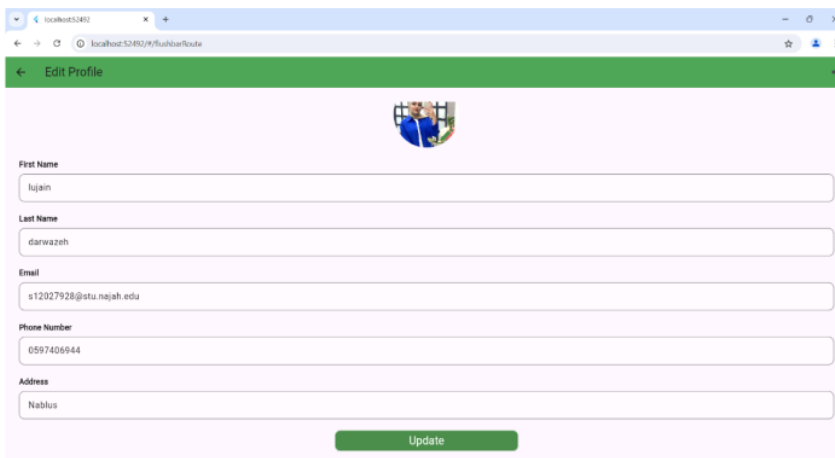 localhost:52492
localhost:52492/#/flushbarRoute
Edit Profile
First Name
lujain
Last Name
darwazeh
Email
s12027928@stu.najah.edu
Phone Number
0597406944
Address
Nablus
Update